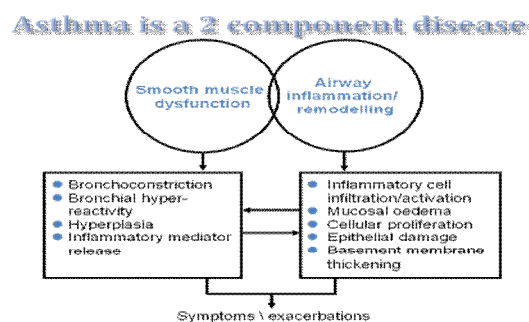 Asthma is a 2 component disease
Smooth muscle
dysfunction
Airway
inflammation/
remodelling
Bronchoconstriction
Bronchial hyper-
reactivity
Hyperplasia
Inflammatory mediator
release
Inflammatory cell
infiltration/activation
Mucosal oedema
Cellular proliferation
Epithelial damage
Basement membrane
thickening
Symptoms \ exacerbations